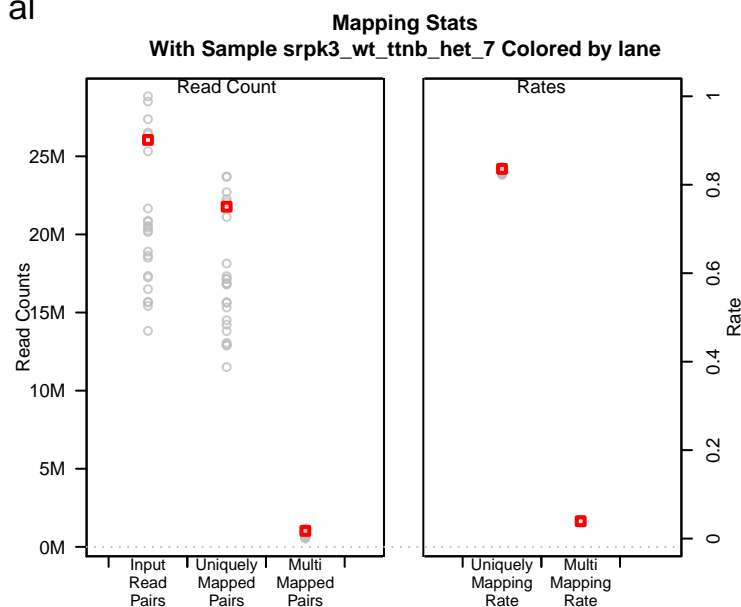 al
Mapping Stats
With Sample srpk3_wt_ttnb_het_7 Colored by lane
Read Count
Rates
Read Counts
25M
20M
15M
10M
5M
0M
Input
Read
Pairs
Uniquely
Mapped
Pairs
Multi
Mapped
Pairs
Uniquely
Mapping
Rate
Multi
Mapping
Rate
1
0.8
0.6
0.4
0.2
0
Rate